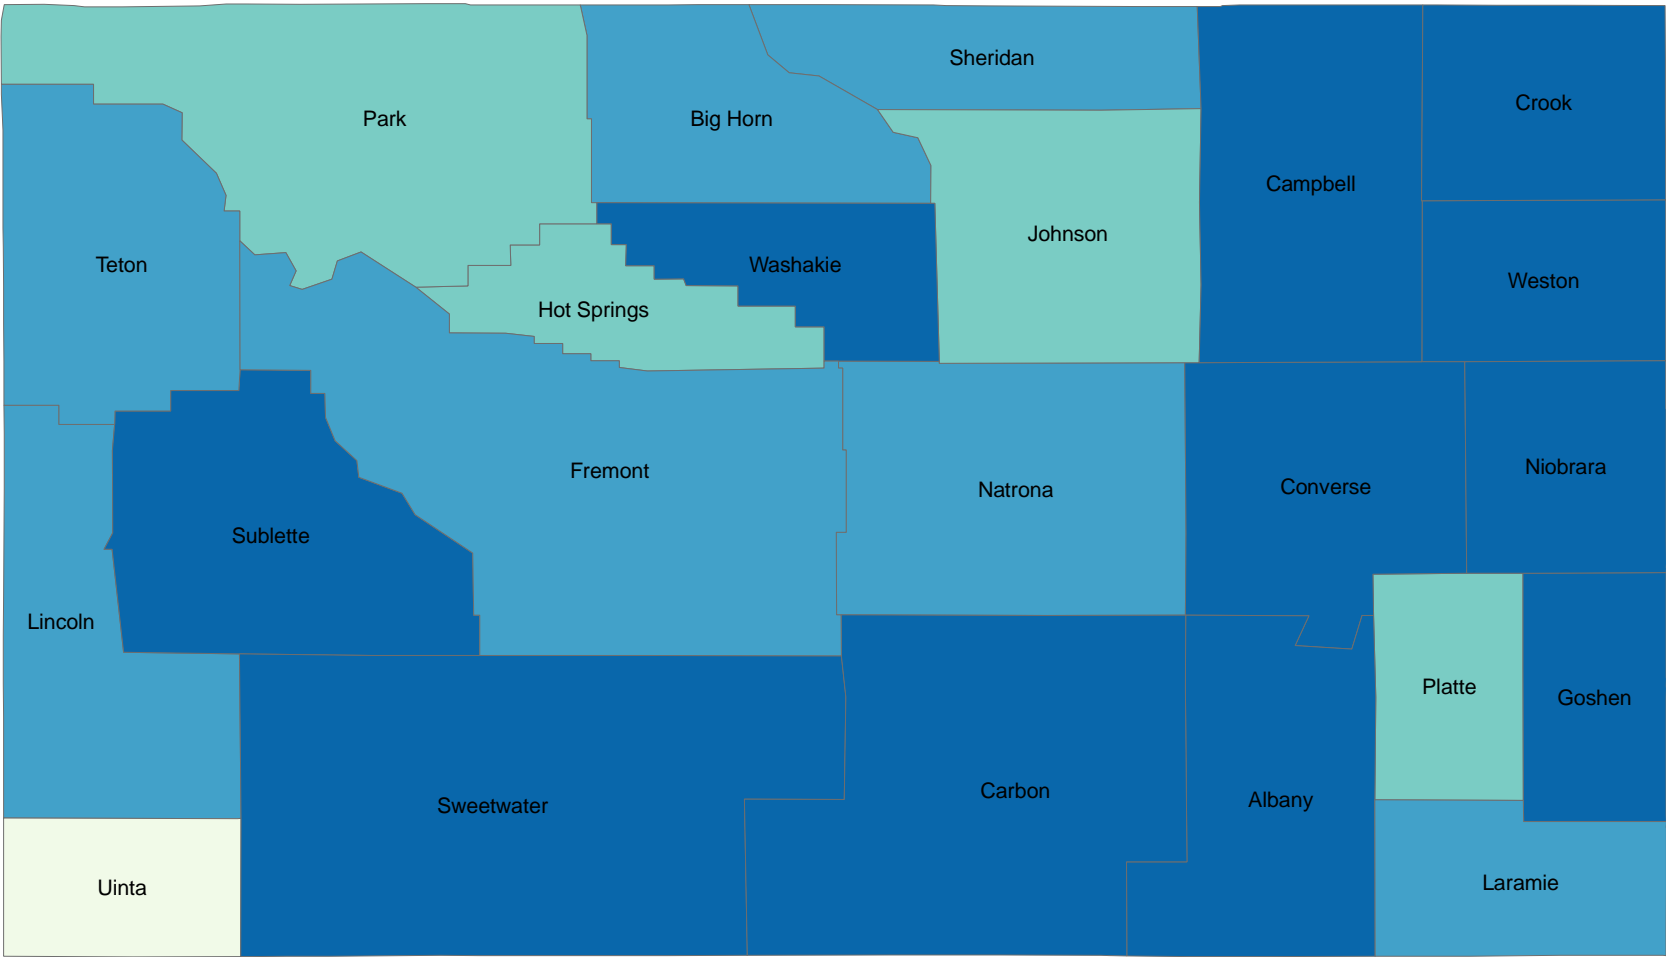 Sheridan
Crook
Park
Big Horn
Campbell
Johnson
Teton
Washakie
Weston
Hot Springs
Fremont
Niobrara
Converse
Natrona
Sublette
Lincoln
Platte
Goshen
Carbon
Albany
Sweetwater
Laramie
Uinta